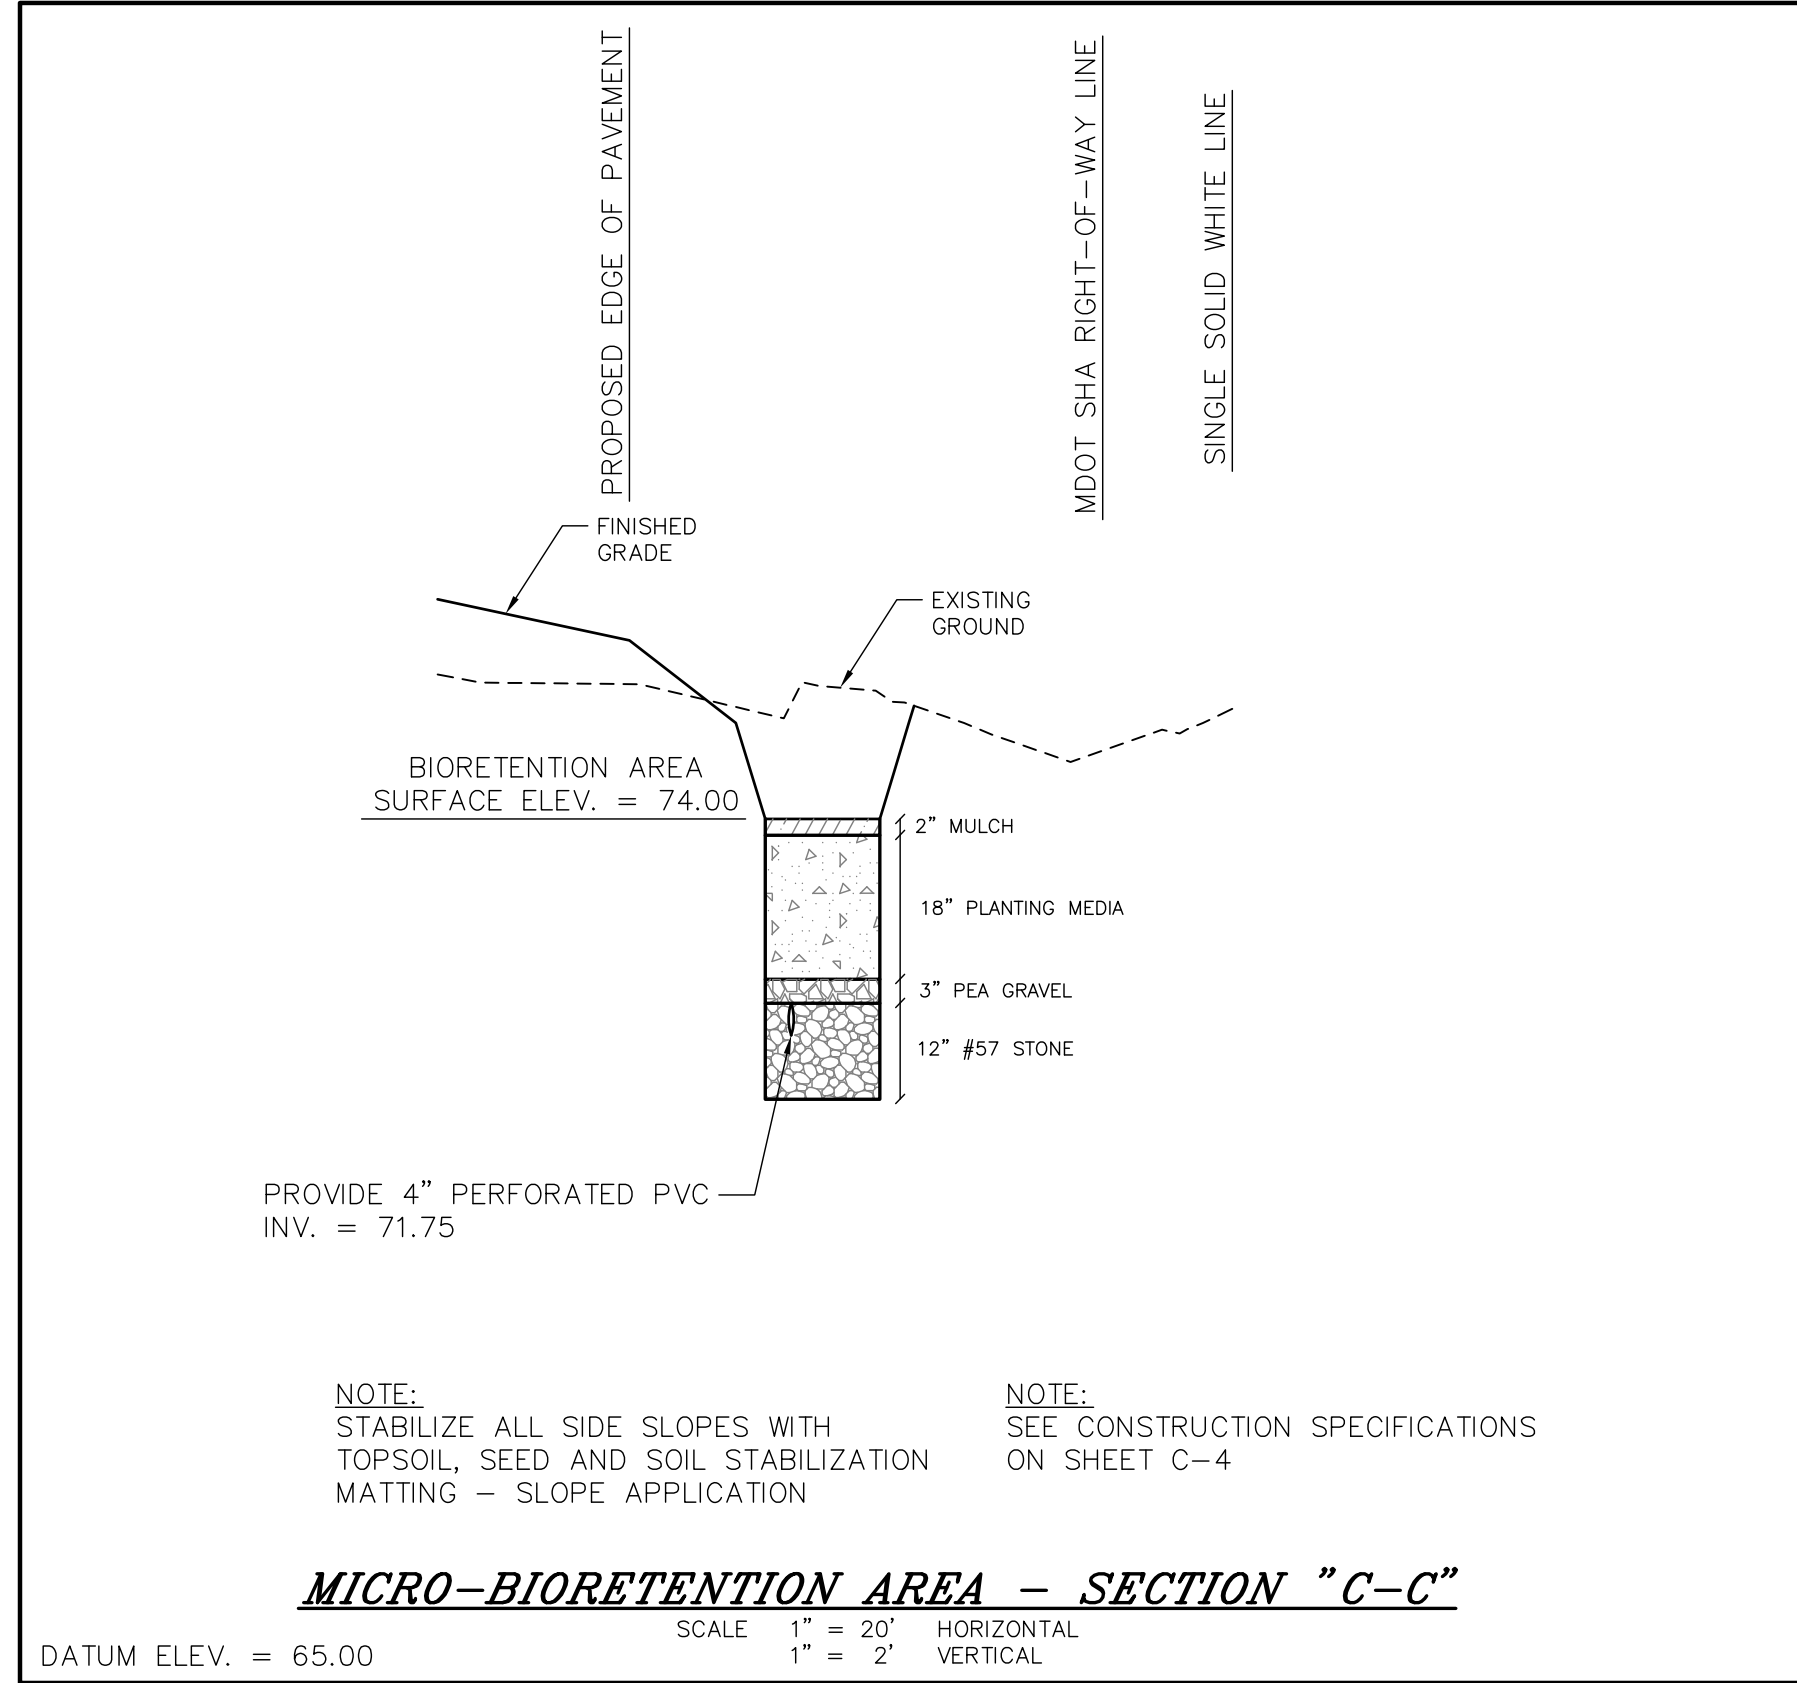 PROPOSED EDGE OF PAVEMENT
MDOT SHA RIGHT-OF-WAY LINE
SINGLE SOLID WHITE LINE
FINISHED
GRADE
EXISTING
GROUND
BIORETENTION AREA
SURFACE ELEV. = 74.00
2" MULCH
18" PLANTING MEDIA
3" PEA GRAVEL
12" #57 STONE
PROVIDE 4" PERFORATED PVC
INV. = 71.75
NOTE:
STABILIZE ALL SIDE SLOPES WITH
TOPSOIL, SEED AND SOIL STABILIZATION
MATTING - SLOPE APPLICATION
NOTE:
SEE CONSTRUCTION SPECIFICATIONS
ON SHEET C-4
MICRO-BIORETENTION AREA - SECTION "C-C"
SCALE 1" = 20' HORIZONTAL
1" = 2' VERTICAL
DATUM ELEV. = 65.00